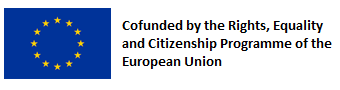 Cofunded by the Rights, Equality
and Citizenship Programme of the
European Union